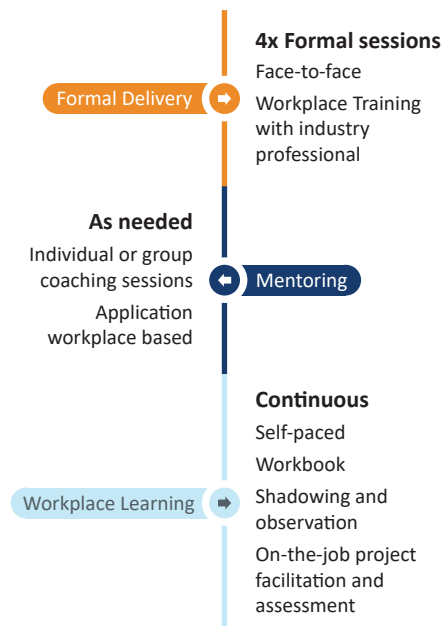 Formal Delivery
4x Formal sessions
Face-to-face
Workplace Training
with industry
professional
As needed
Individual or group
coaching sessions
Application
workplace based
Mentoring
Workplace Learning
Continuous
Self-paced
Workbook
Shadowing and
observation
On-the-job project
facilitation and
assessment